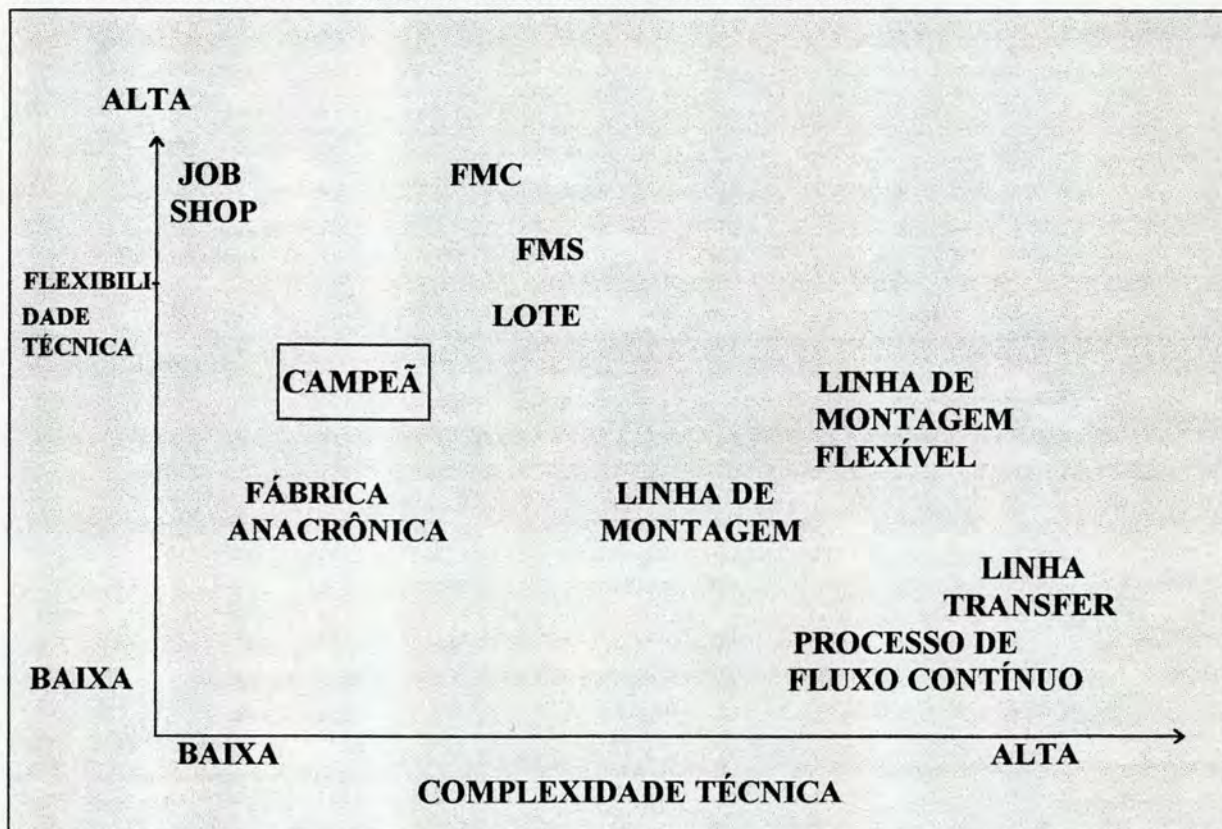 ALTA
JOB
SHOP
FMC
FMS
FLEXIBILI-
DADE
TÉCNICA
LOTE
CAMPEÃ
LINHA DE
MONTAGEM
FLEXÍVEL
FÁBRICA
ANACRÔNICA
LINHA DE
MONTAGEM
LINHA
TRANSFER
PROCESSO DE
FLUXO CONTÍNUO
BAIXA
BAIXA
ALTA
COMPLEXIDADE TÉCNICA